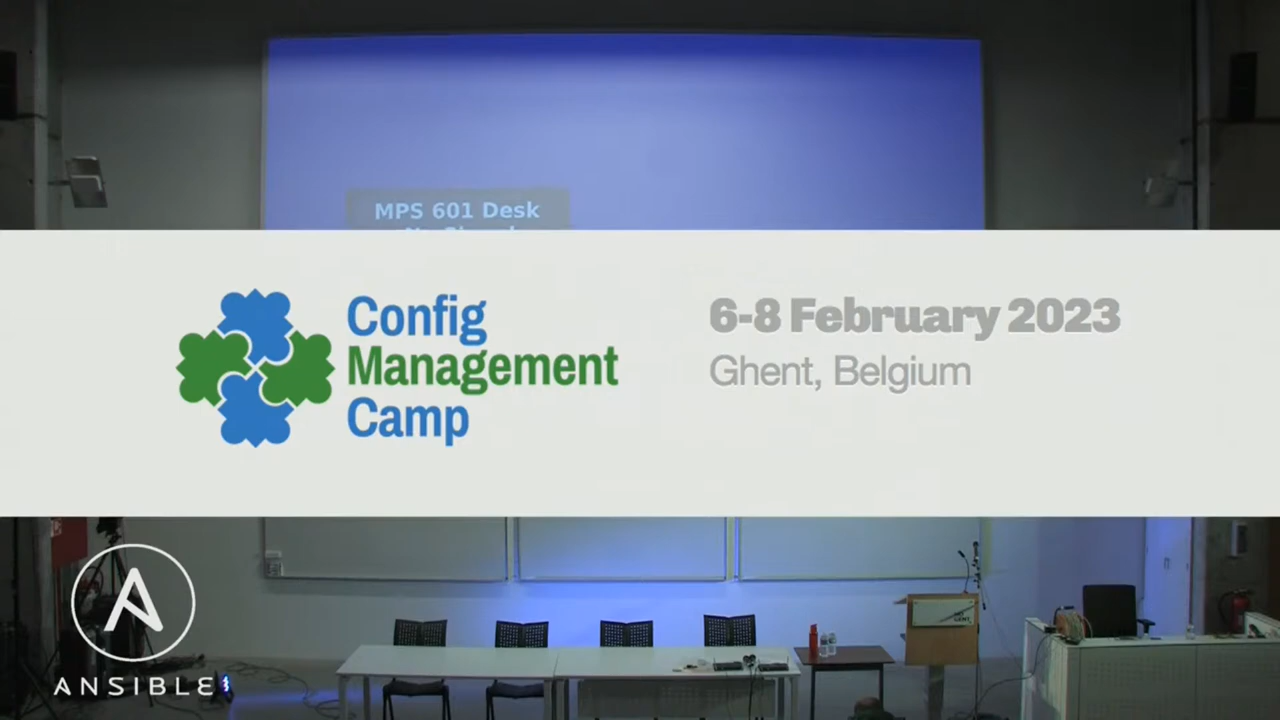 MPS 601 Desk
Config
Management
Camp
6-8 February 2023
Ghent, Belgium
ANSIBLE